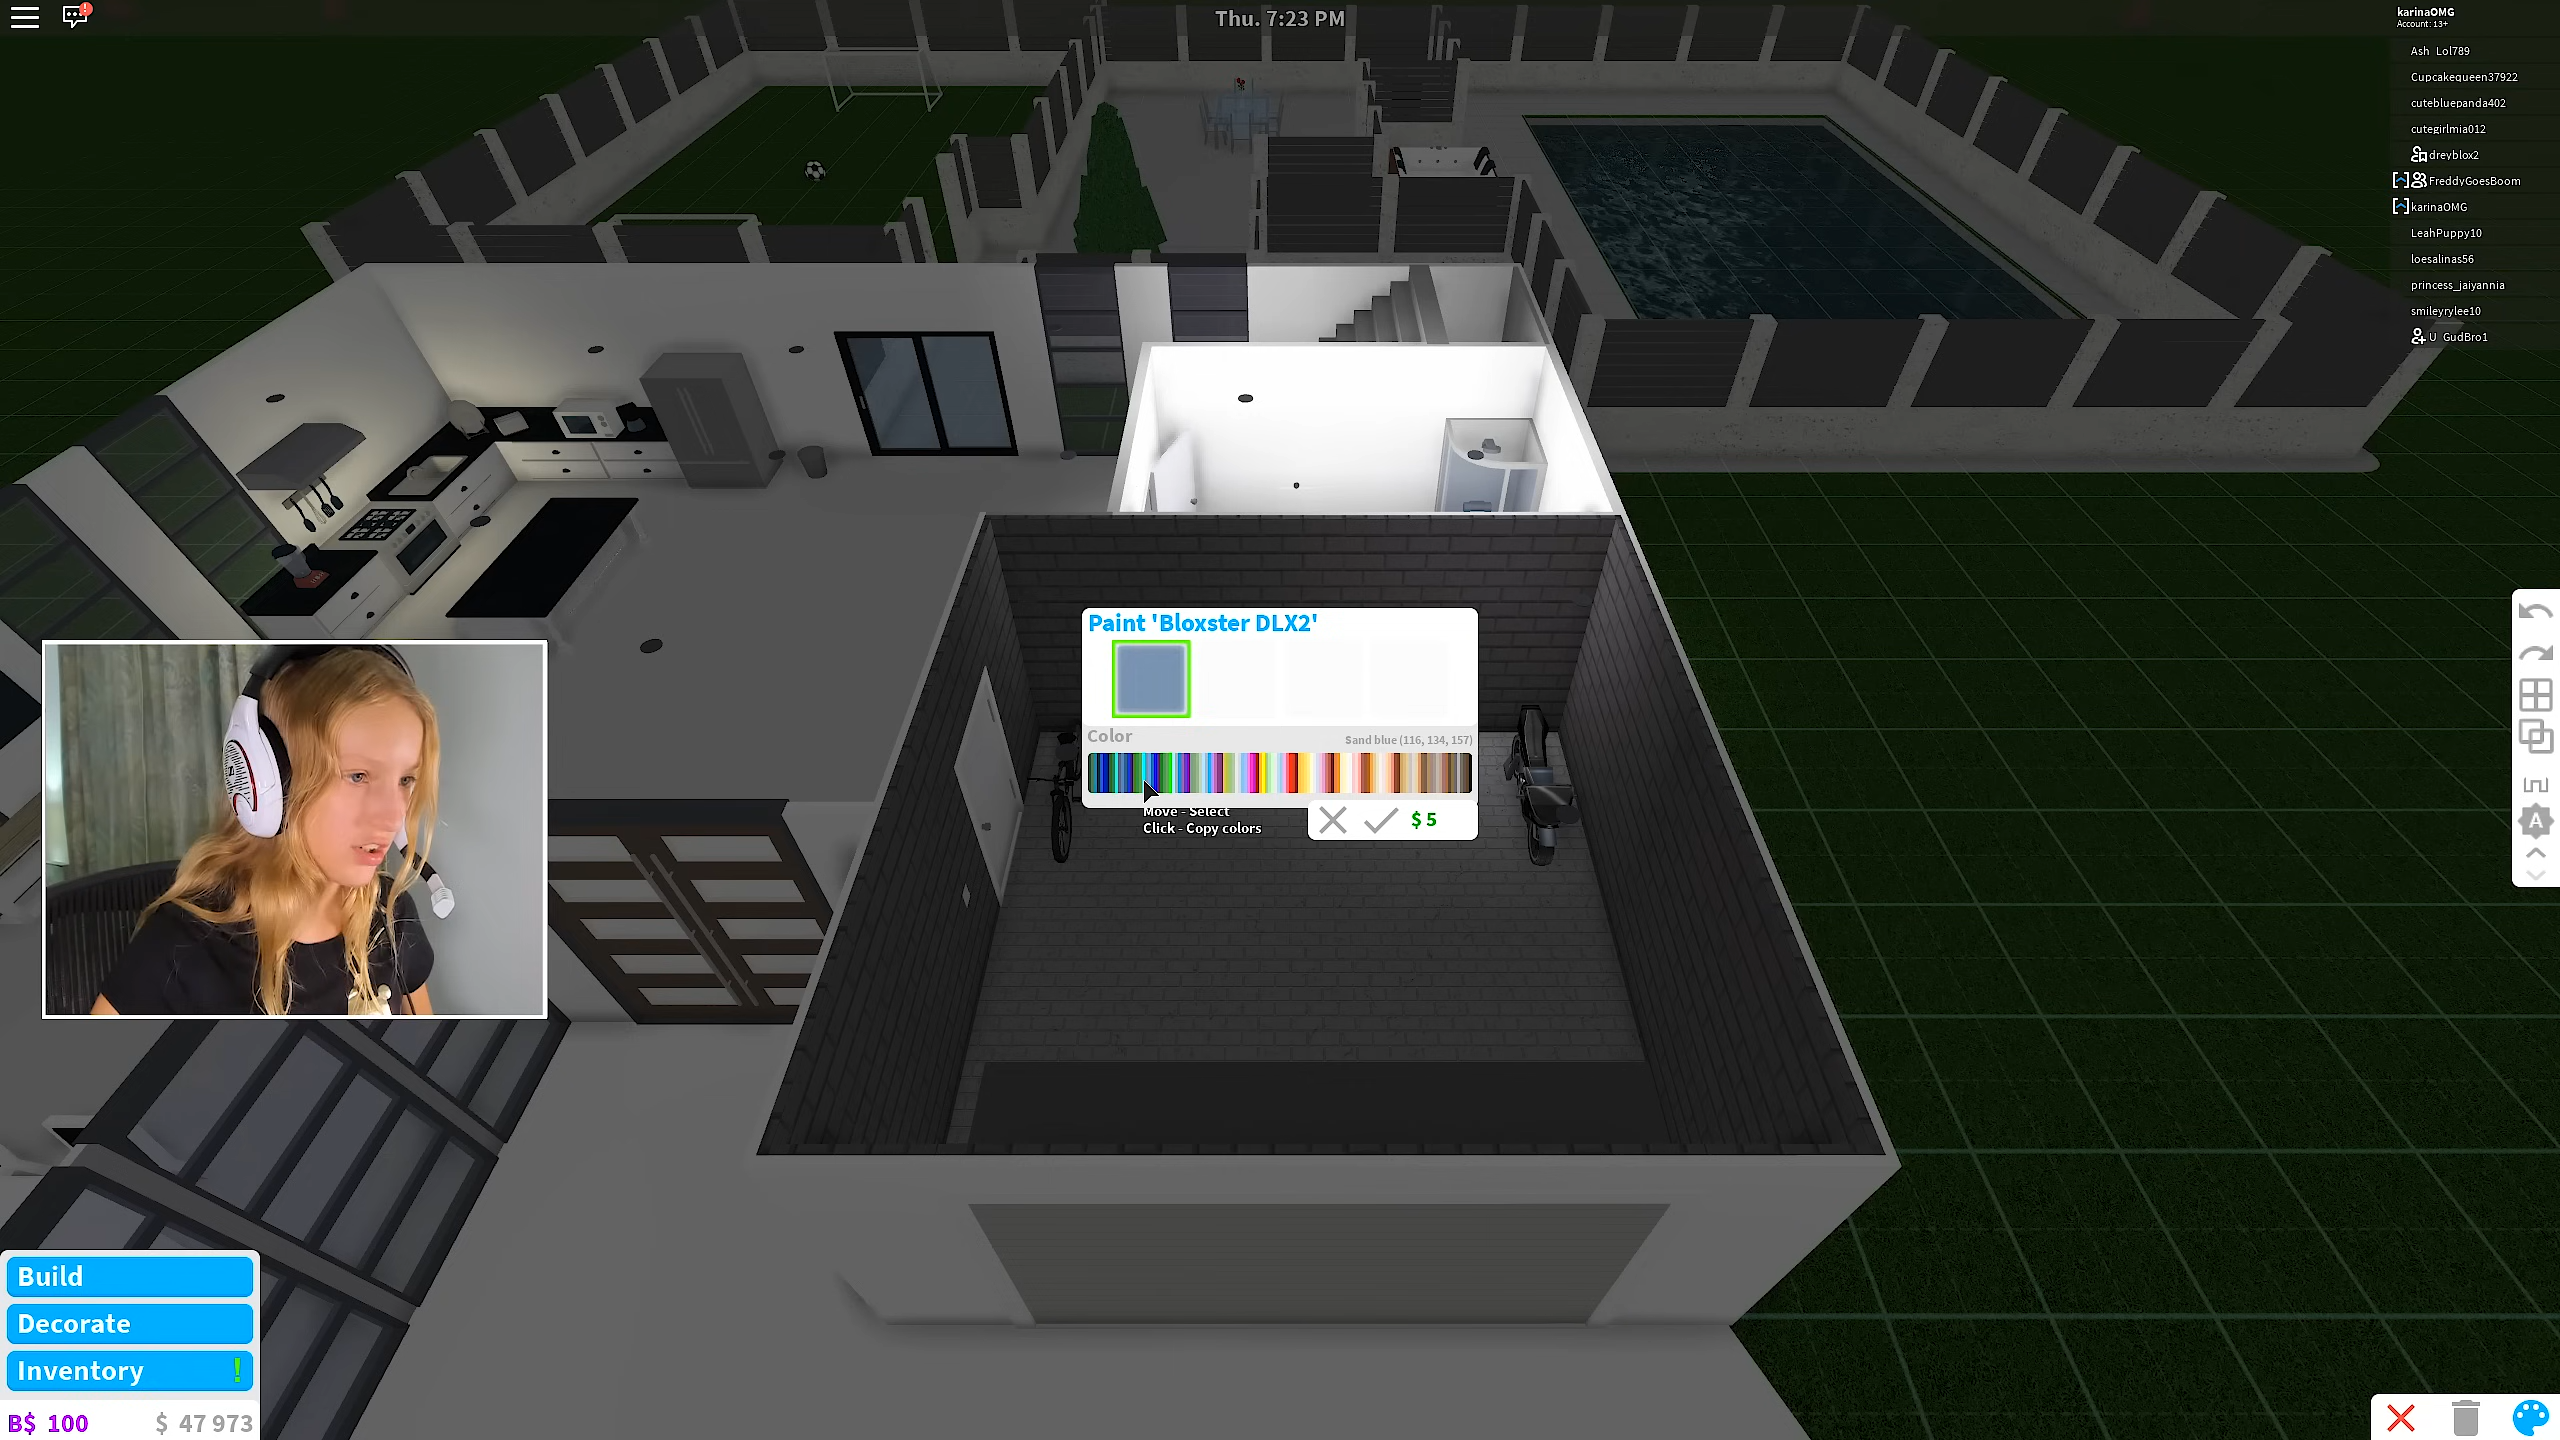 Thu. 7:23 PM
karinaOMG
Account: 13+
Ash_Lol789
Cupcakequeen37922
cutebluepanda402
cutegirlmia012
dreyblox2
FreddyGoesBoom
karinaOMG
LeahPuppy10
loesalinas56
princess_jaiyannia
smileyrylee10
U_GudBro1
Paint 'Bloxster DLX2'
Color
Sand blue (116, 134, 157)
Move - Select
Click - Copy colors
$ 5
A
Build
Decorate
Inventory !
B$ 100
$ 47 973